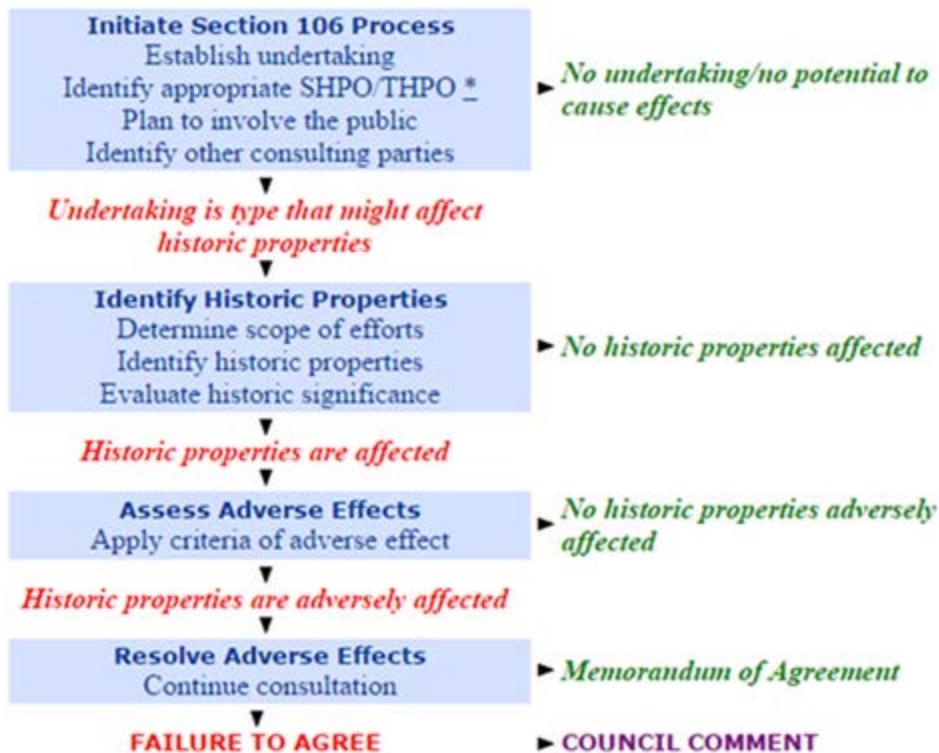 Initiate Section 106 Process
Establish undertaking
Identify appropriate SHPO/THPO *
Plan to involve the public
Identify other consulting parties
No undertaking/no potential to
cause effects
Undertaking is type that might affect
historic properties
Identify Historic Properties
Determine scope of efforts
Identify historic properties
Evaluate historic significance
No historic properties affected
Historic properties are affected
Assess Adverse Effects
Apply criteria of adverse effect
No historic properties adversely
affected
Historic properties are adversely affected
Resolve Adverse Effects
Continue consultation
Memorandum of Agreement
FAILURE TO AGREE
COUNCIL COMMENT